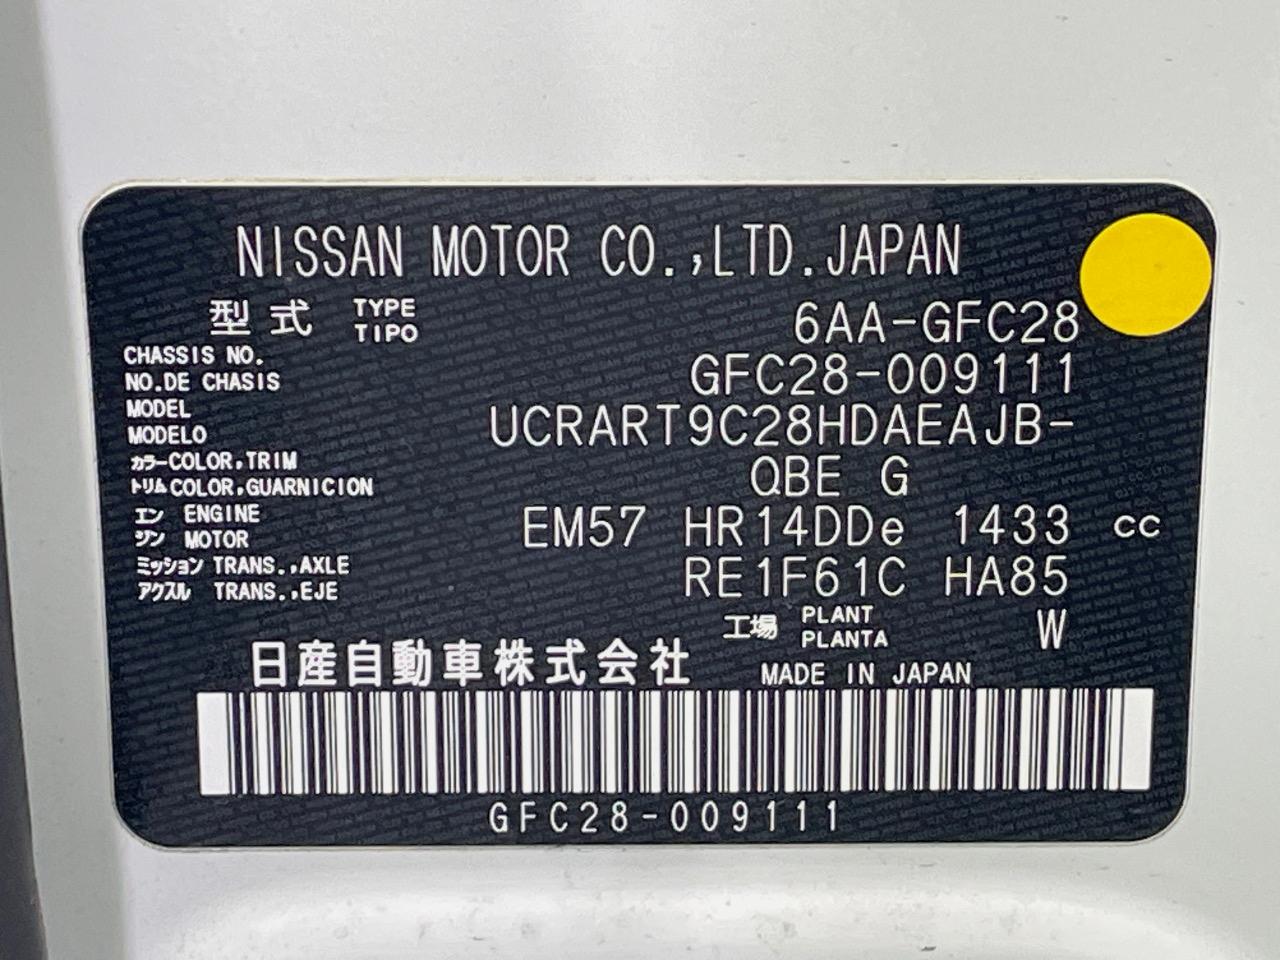 NISSAN MOTOR CO.,LTD.JAPAN
型式 TYPE TIPO 6AA-GFC28
CHASSIS NO. NO.DE CHASIS GFC28-009111
MODEL MODELO UCRART9C28HDAEAJB-
カラー COLOR,TRIM
トリム COLOR,GUARNICION QBE G
エン ENGINE
ジン MOTOR EM57 HR14DDe 1433 cc
ミッション TRANS.,AXLE
アクスル TRANS.,EJE RE1F61C HA85
工場 PLANT PLANTA W
日産自動車株式会社 MADE IN JAPAN
GFC28-009111